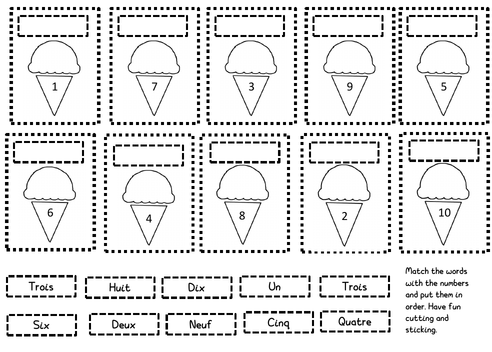 1 7 3 9 5
6 4 8 2 10
Trois Huit Dix Un Trois
Six Deux Neuf Cinq Quatre
Match the words
with the numbers
and put them in
order. Have fun
cutting and
sticking.